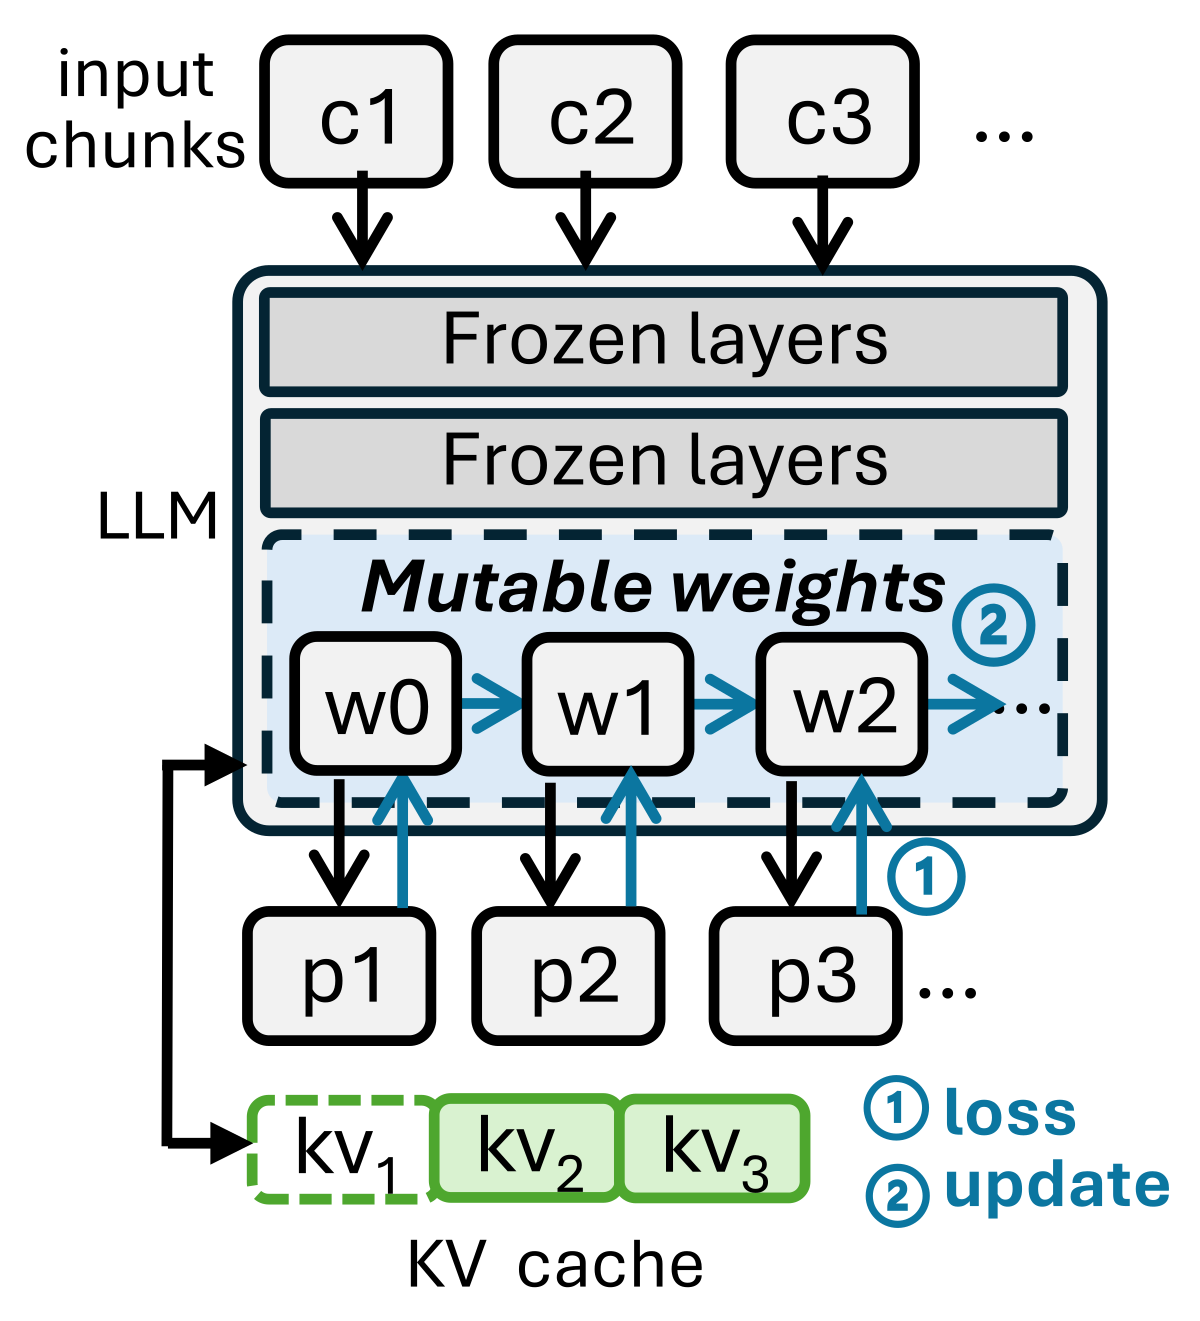 input
chunks
c1
c2
c3
...
Frozen layers
Frozen layers
LLM
Mutable weights
2
w0
w1
w2
...
1
p1
p2
p3
...
kv1
kv2
kv3
1 loss
2 update
KV cache